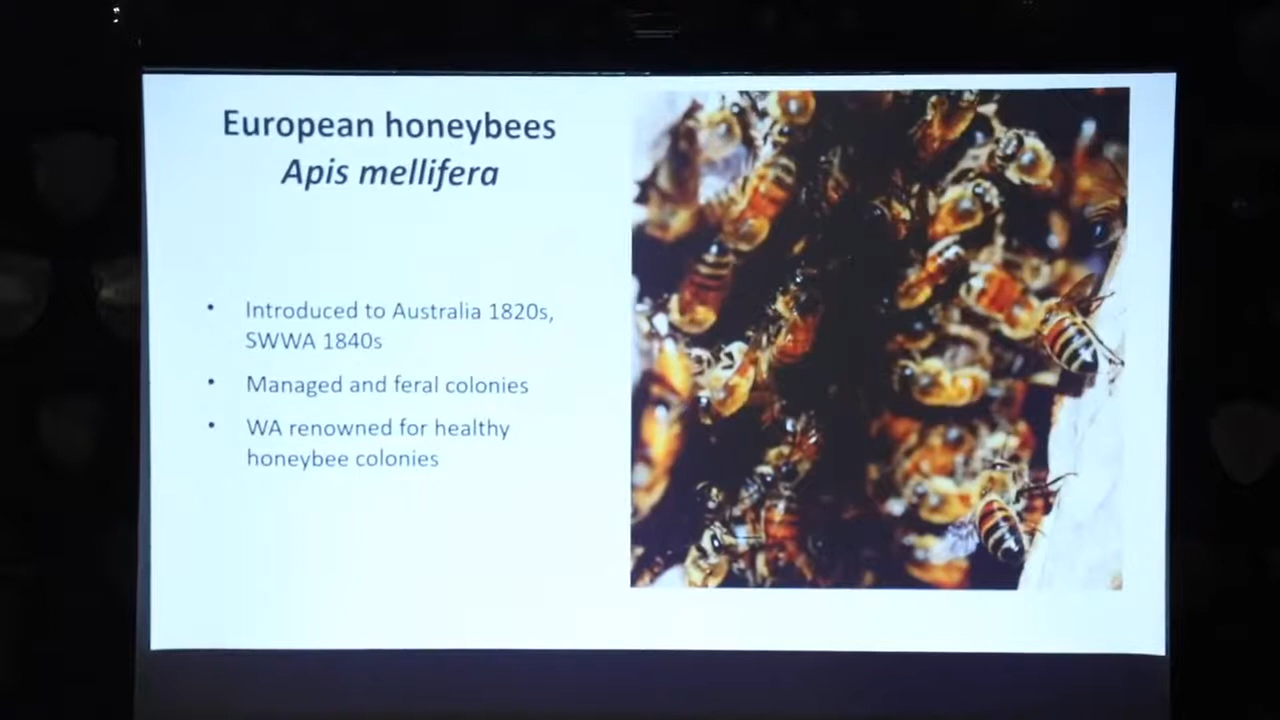 European honeybees
Apis mellifera
• Introduced to Australia 1820s,
SWWA 1840s
• Managed and feral colonies
• WA renowned for healthy
honeybee colonies